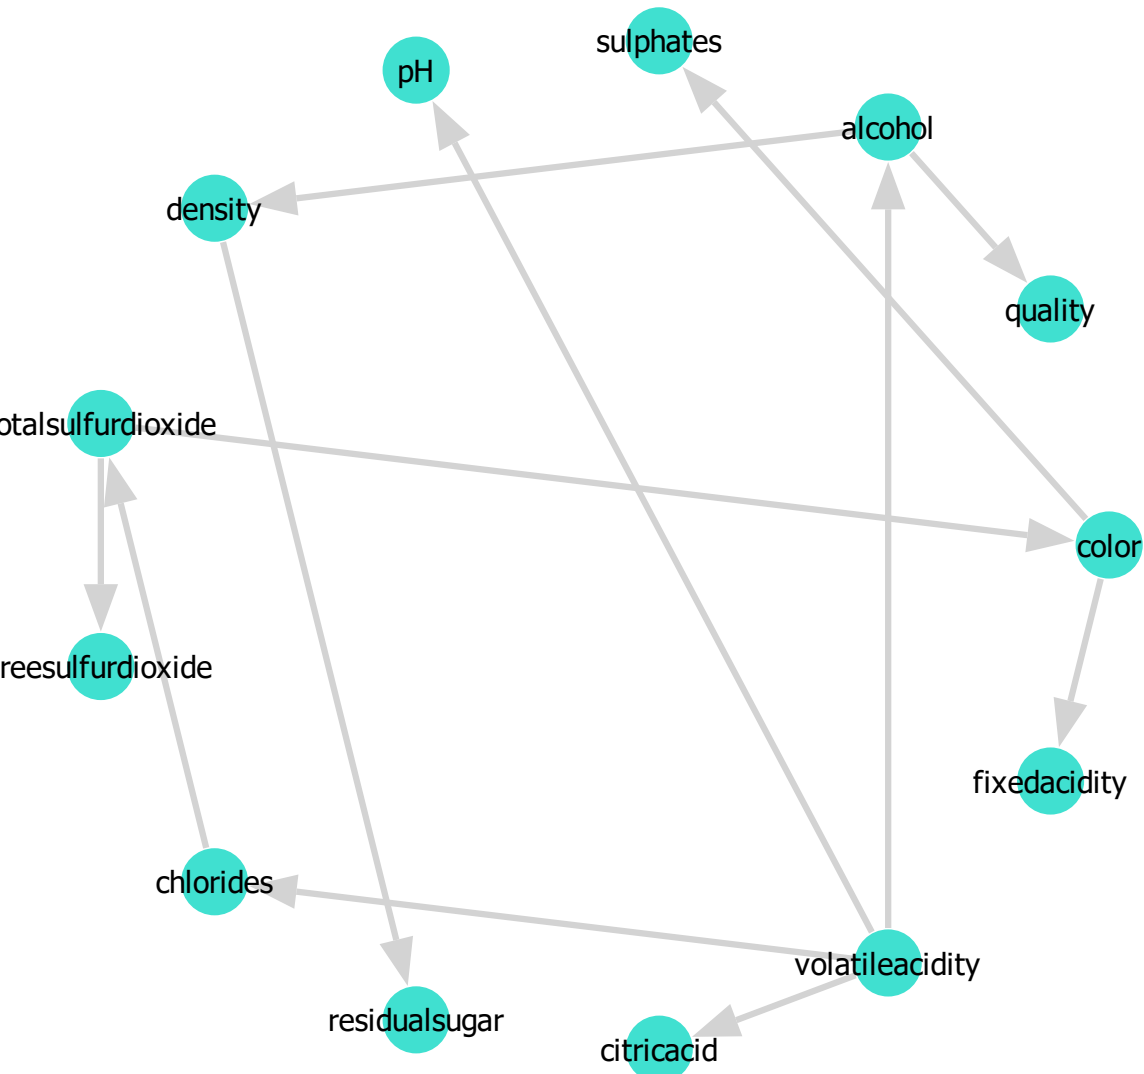 sulphates
pH
alcohol
density
quality
otalsulfurdioxide
color
reesulfurdioxide
fixedacidity
chlorides
volatileacidity
residualsugar
citricacid